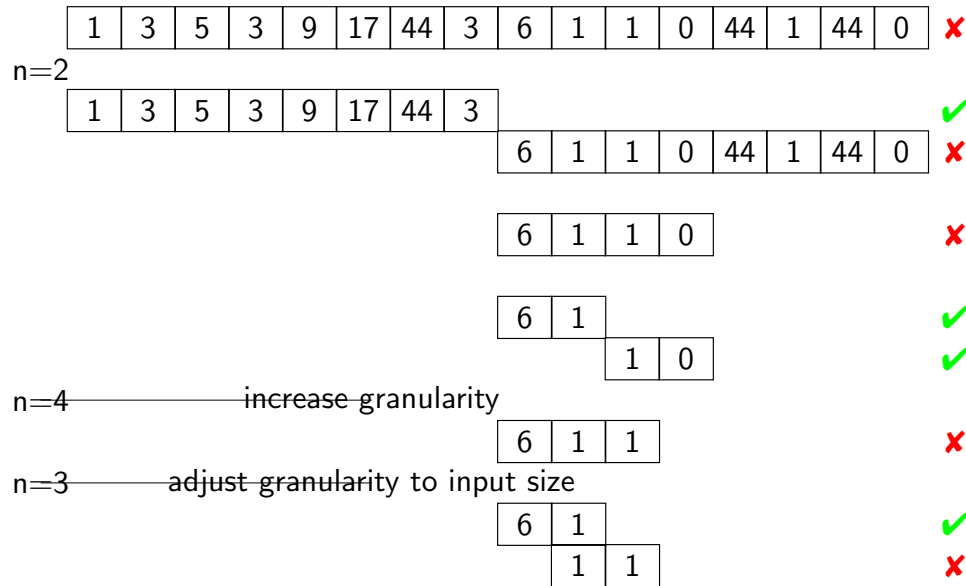 1 3 5 3 9 17 44 3 6 1 1 0 44 1 44 0 ✘
n=2
1 3 5 3 9 17 44 3 ✔
6 1 1 0 44 1 44 0 ✘
6 1 1 0 ✘
6 1 ✔
1 0 ✔
n=4 increase granularity
6 1 1 ✘
n=3 adjust granularity to input size
6 1 ✔
1 1 ✘